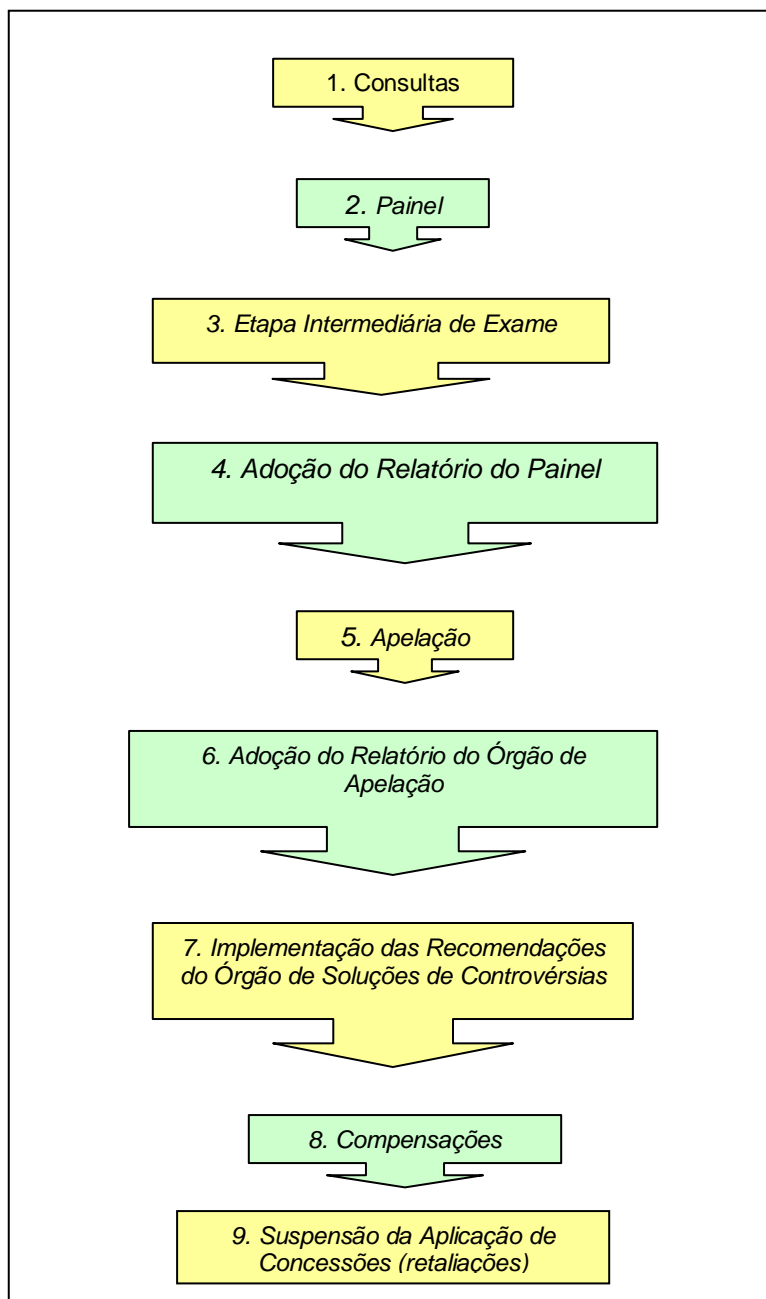 1. Consultas
2. Painel
3. Etapa Intermediária de Exame
4. Adoção do Relatório do Painel
5. Apelação
6. Adoção do Relatório do Órgão de
Apelação
7. Implementação das Recomendações
do Órgão de Soluções de Controvérsias
8. Compensações
9. Suspensão da Aplicação de
Concessões (retaliações)